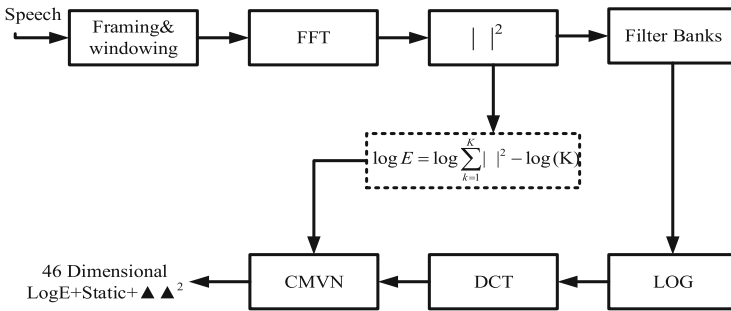 Speech
Framing&
windowing
FFT
| |²
Filter Banks
log E = log ∑_{k=1}^{K} | |² − log (K)
46 Dimensional
LogE+Static+▲▲²
CMVN
DCT
LOG